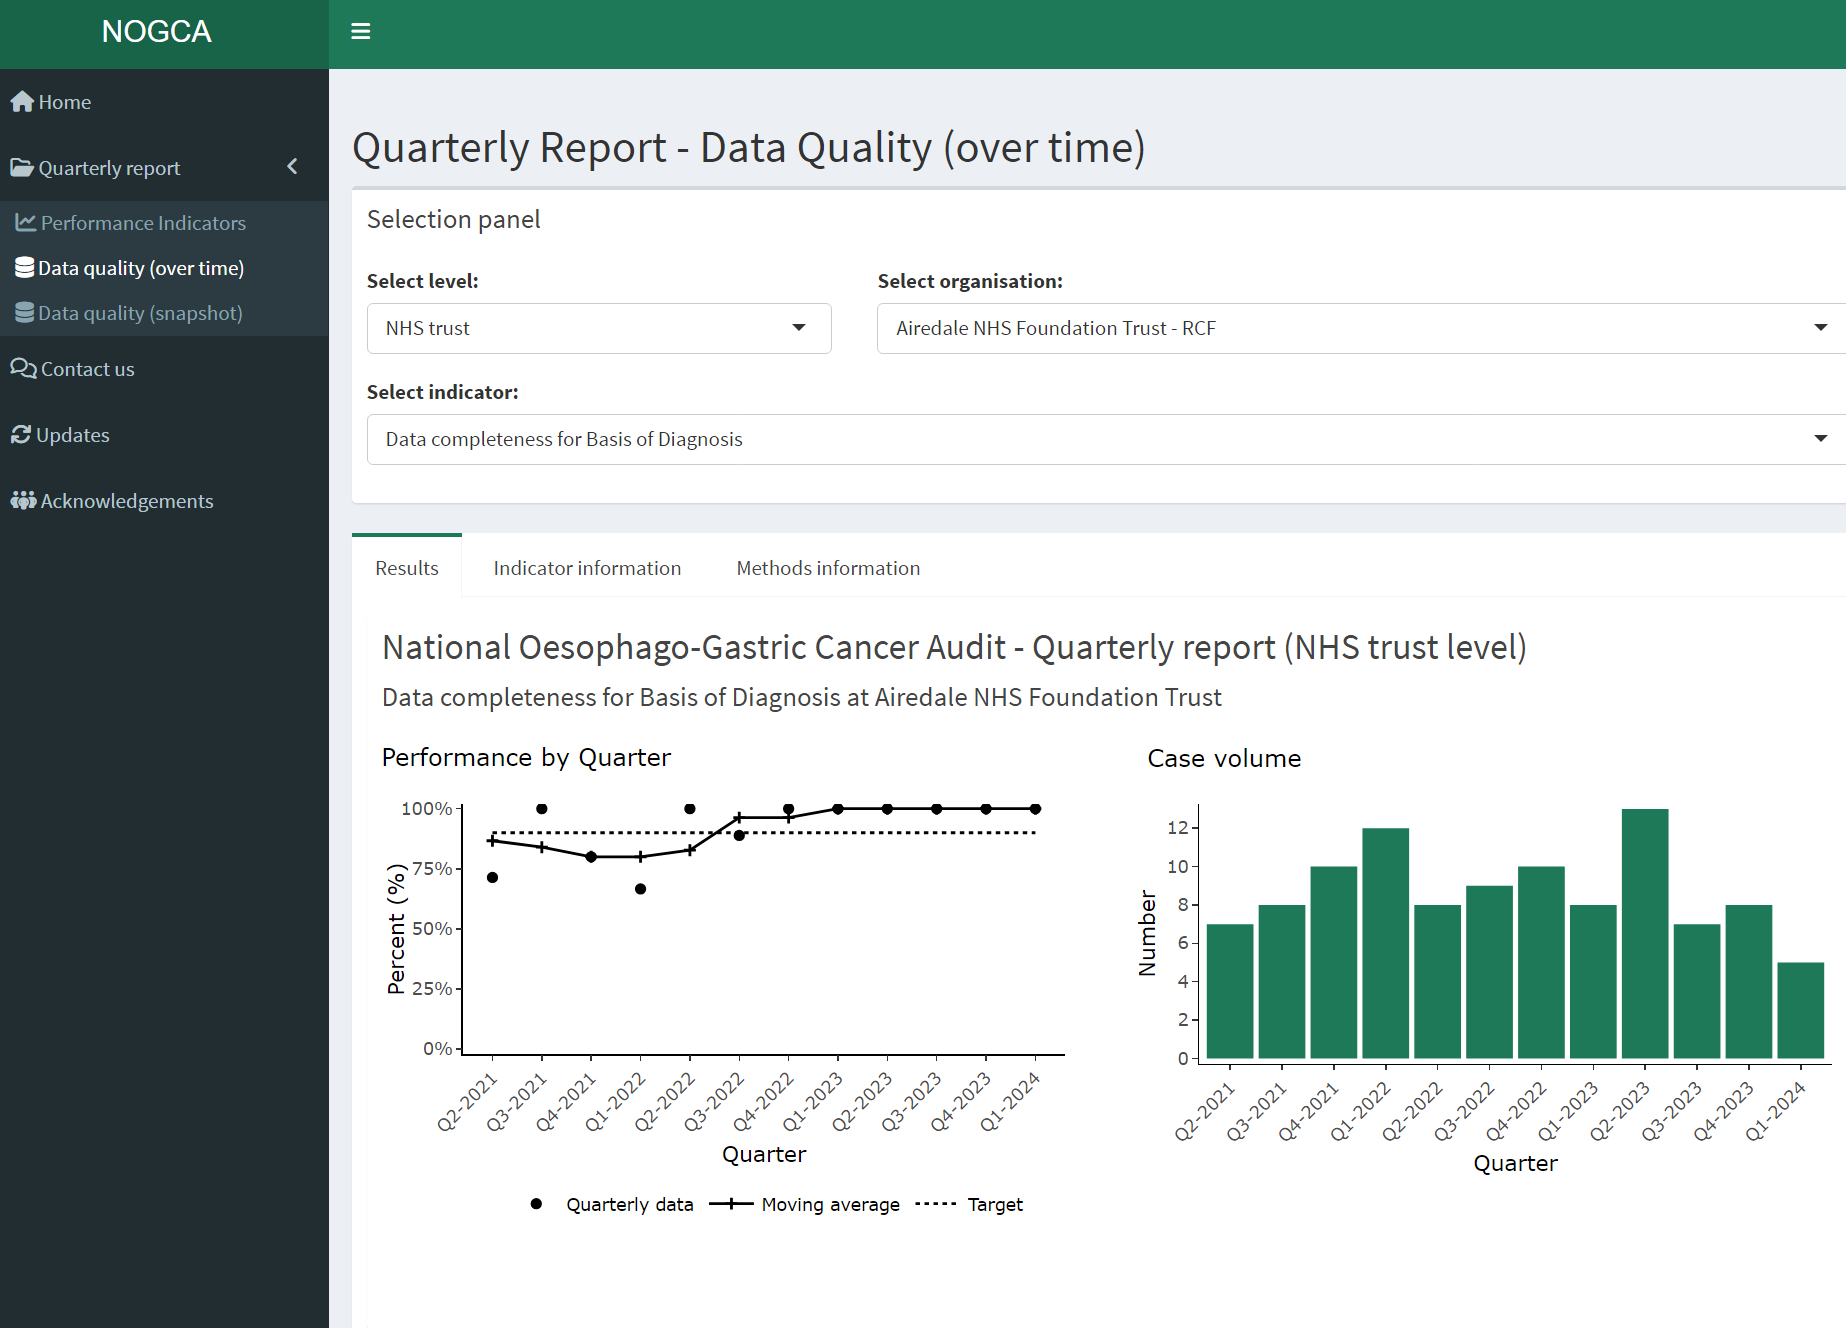 NOGCA
Home
Quarterly report
Performance Indicators
Data quality (over time)
Data quality (snapshot)
Contact us
Updates
Acknowledgements
Quarterly Report - Data Quality (over time)
Selection panel
Select level:
NHS trust
Select organisation:
Airedale NHS Foundation Trust - RCF
Select indicator:
Data completeness for Basis of Diagnosis
Results Indicator information Methods information
National Oesophago-Gastric Cancer Audit - Quarterly report (NHS trust level)
Data completeness for Basis of Diagnosis at Airedale NHS Foundation Trust
Performance by Quarter
100%
75%
50%
25%
0%
Percent (%)
Q2-2021 Q3-2021 Q4-2021 Q1-2022 Q2-2022 Q3-2022 Q4-2022 Q1-2023 Q2-2023 Q3-2023 Q4-2023 Q1-2024
Quarter
Quarterly data Moving average Target
Case volume
12
10
8
6
4
2
0
Number
Q2-2021 Q3-2021 Q4-2021 Q1-2022 Q2-2022 Q3-2022 Q4-2022 Q1-2023 Q2-2023 Q3-2023 Q4-2023 Q1-2024
Quarter